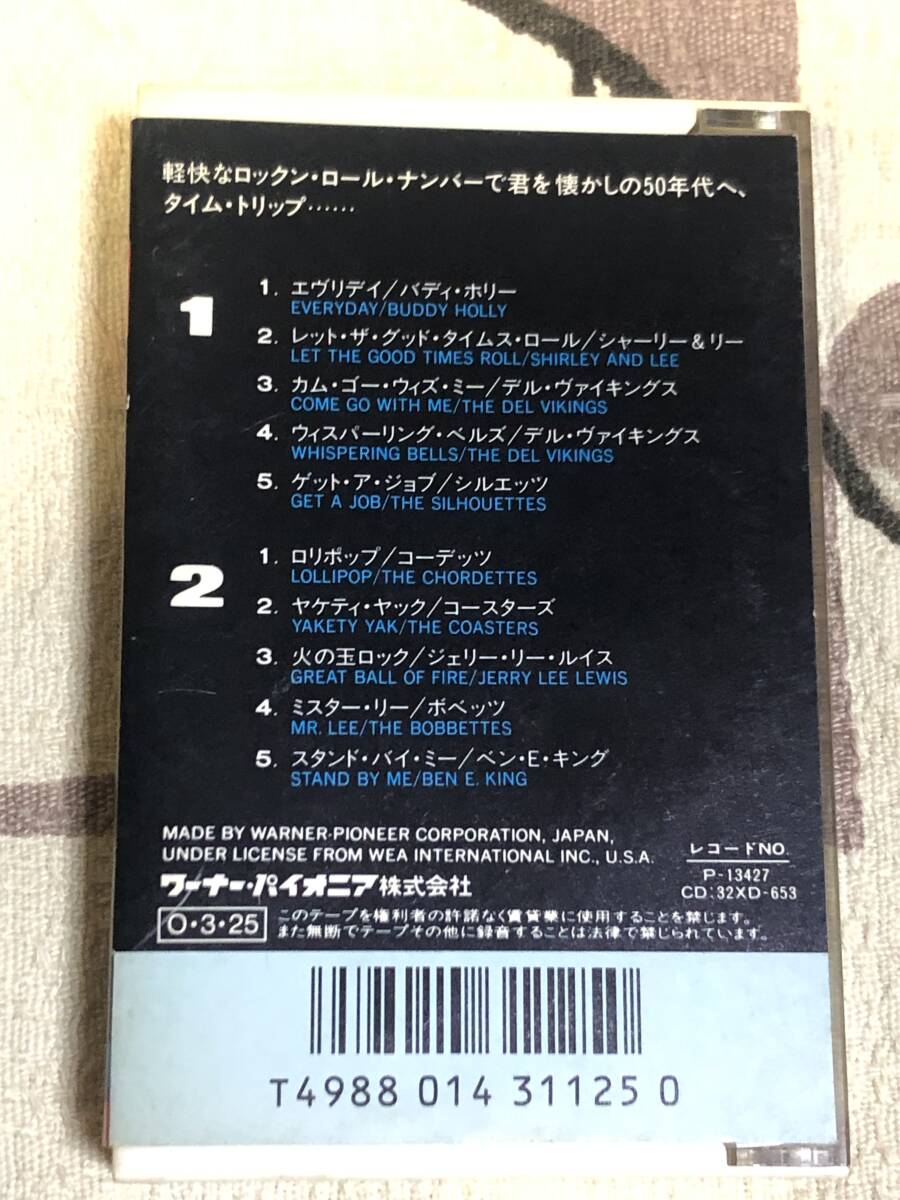 軽快なロックン・ロール・ナンバーで君を懐かしの50年代へ、
タイム・トリップ……
1
1. エヴリデイ/バディ・ホリー
EVERYDAY/BUDDY HOLLY
2. レット・ザ・グッド・タイムス・ロール/シャーリー&リー
LET THE GOOD TIMES ROLL/SHIRLEY AND LEE
3. カム・ゴー・ウィズ・ミー/デル・ヴァイキングス
COME GO WITH ME/THE DEL VIKINGS
4. ウィスパーリング・ベルズ/デル・ヴァイキングス
WHISPERING BELLS/THE DEL VIKINGS
5. ゲット・ア・ジョブ/シルエッツ
GET A JOB/THE SILHOUETTES
2
1. ロリポップ/コーデッツ
LOLLIPOP/THE CHORDETTES
2. ヤケティ・ヤック/コースターズ
YAKETY YAK/THE COASTERS
3. 火の玉ロック/ジェリー・リー・ルイス
GREAT BALL OF FIRE/JERRY LEE LEWIS
4. ミスター・リー/ボベッツ
MR. LEE/THE BOBBETTES
5. スタンド・バイ・ミー/ベン・E・キング
STAND BY ME/BEN E. KING
MADE BY WARNER-PIONEER CORPORATION, JAPAN,
UNDER LICENSE FROM WEA INTERNATIONAL INC., U.S.A.
ワーナー・パイオニア株式会社
レコードNO.
P-13427
CD:32XD-653
O・3・25
このテープを権利者の許諾なく賃貸業に使用することを禁じます。
また無断でテープその他に録音することは法律で禁じられています。
T4988 014 31125 0